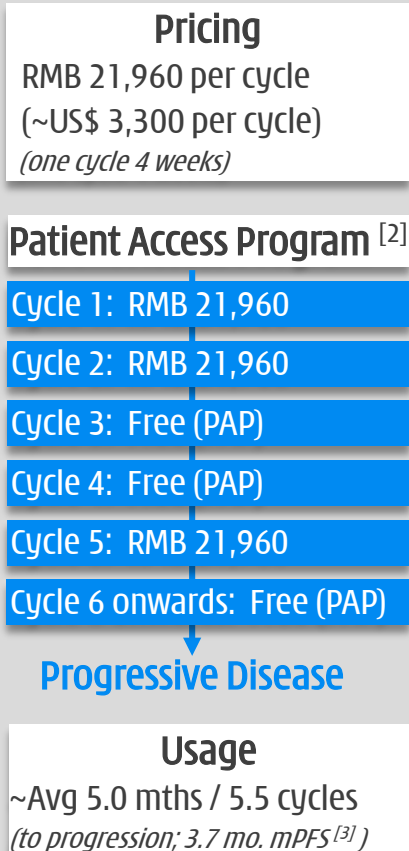 Pricing
RMB 21,960 per cycle
(~US$ 3,300 per cycle)
(one cycle 4 weeks)
Patient Access Program [2]
Cycle 1: RMB 21,960
Cycle 2: RMB 21,960
Cycle 3: Free (PAP)
Cycle 4: Free (PAP)
Cycle 5: RMB 21,960
Cycle 6 onwards: Free (PAP)
Progressive Disease
Usage
~Avg 5.0 mths / 5.5 cycles
(to progression; 3.7 mo. mPFS [3] )